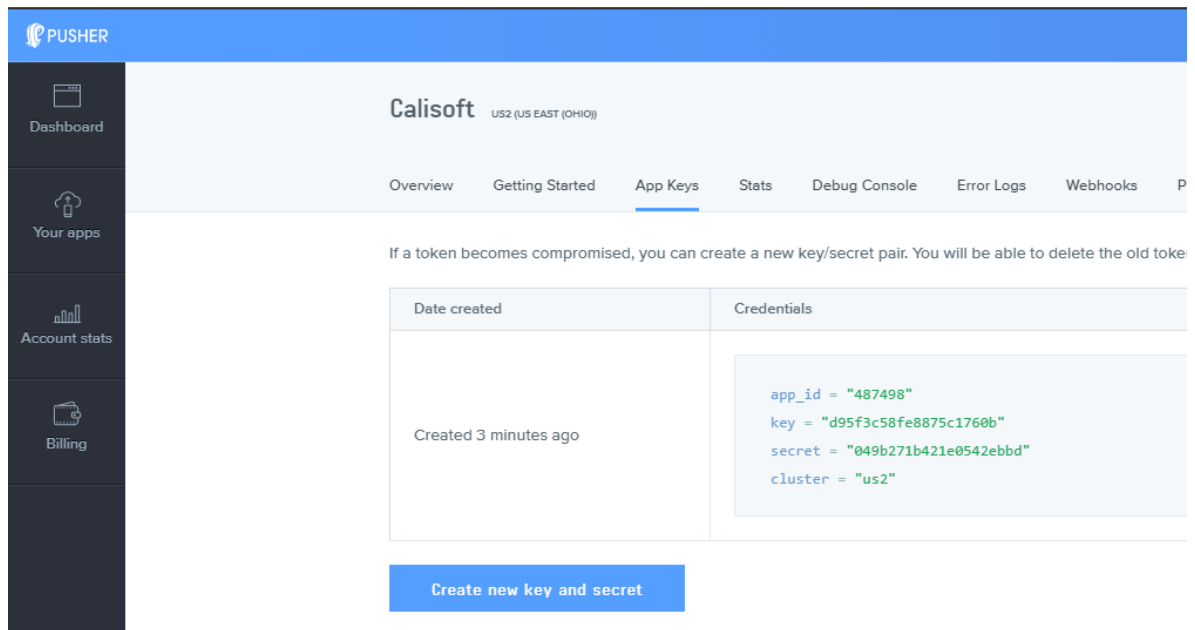 PUSHER
Dashboard
Your apps
Account stats
Billing
Calisoft US2 (US EAST (OHIO))
Overview Getting Started App Keys Stats Debug Console Error Logs Webhooks P
If a token becomes compromised, you can create a new key/secret pair. You will be able to delete the old toke
Date created Credentials
Created 3 minutes ago
app_id = "487498"
key = "d95f3c58fe8875c1760b"
secret = "049b271b421e0542ebbd"
cluster = "us2"
Create new key and secret